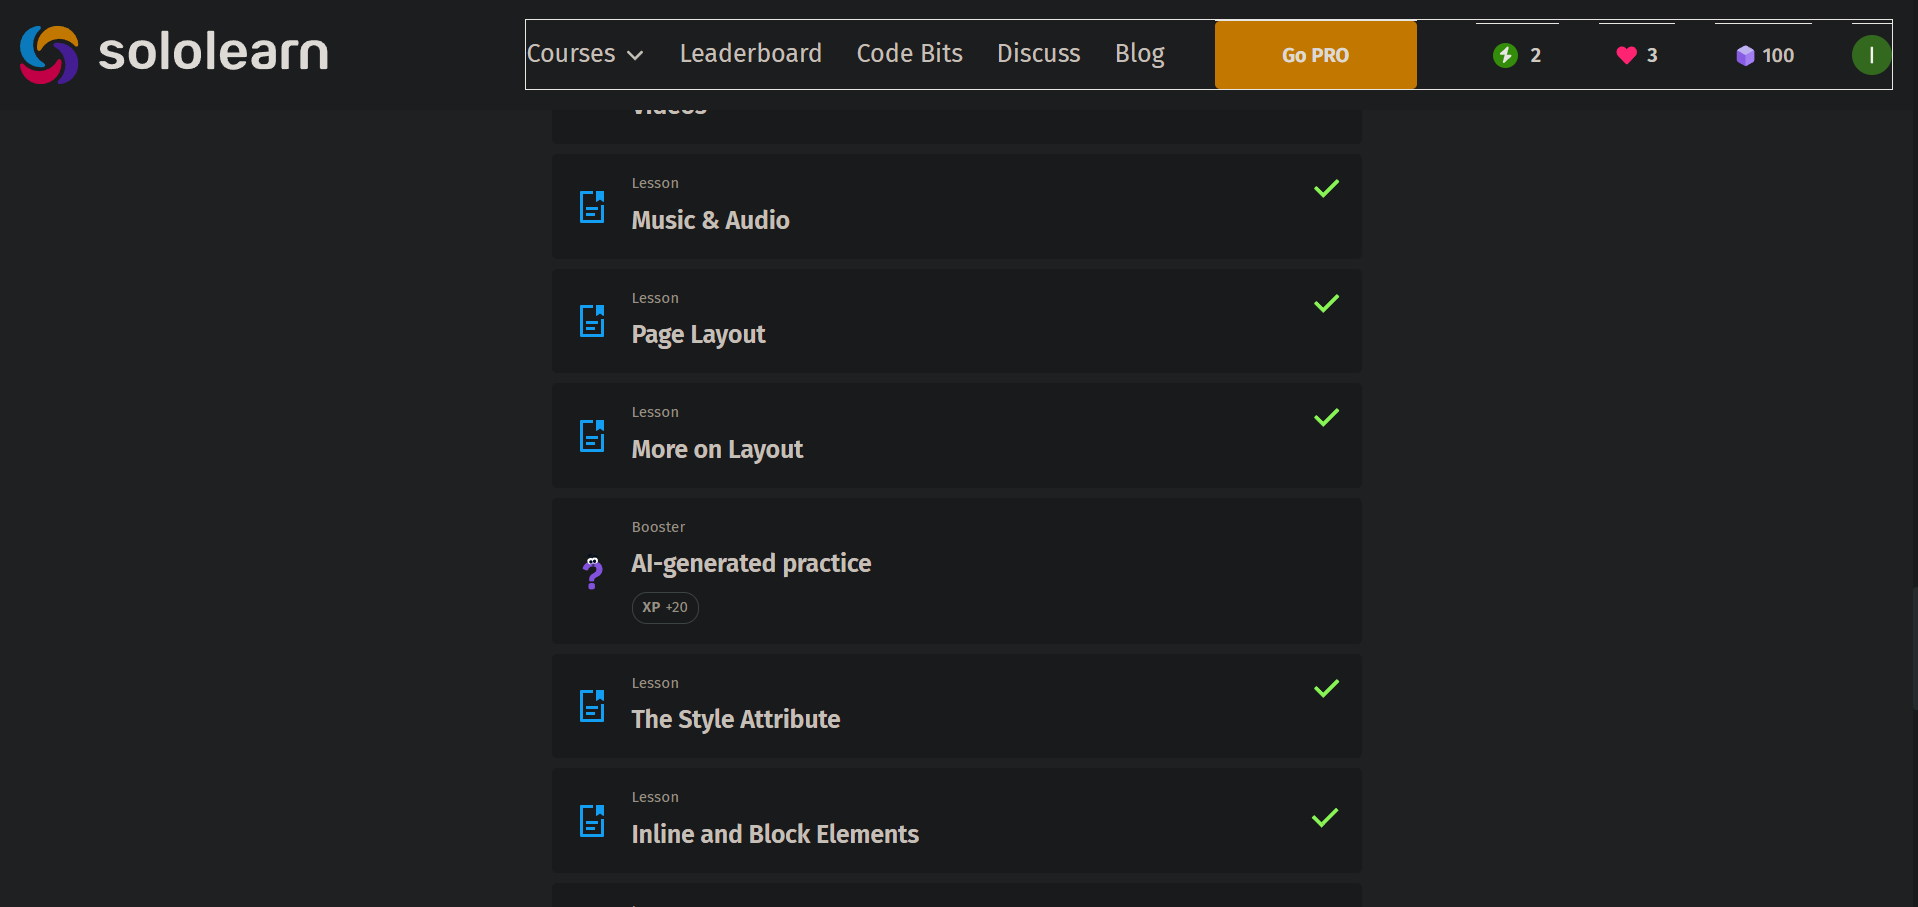 sololearn
Courses Leaderboard Code Bits Discuss Blog Go PRO 2 3 100 I
Videos
Lesson
Music & Audio
Lesson
Page Layout
Lesson
More on Layout
Booster
AI-generated practice
XP +20
Lesson
The Style Attribute
Lesson
Inline and Block Elements